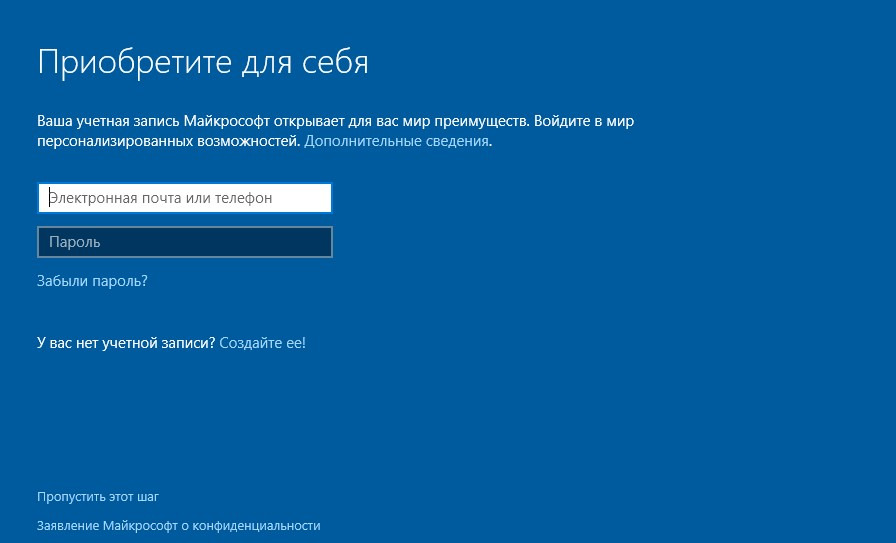 Приобретите для себя
Ваша учетная запись Майкрософт открывает для вас мир преимуществ. Войдите в мир
персонализированных возможностей. Дополнительные сведения.
Электронная почта или телефон
Пароль
Забыли пароль?
У вас нет учетной записи? Создайте ее!
Пропустить этот шаг
Заявление Майкрософт о конфиденциальности